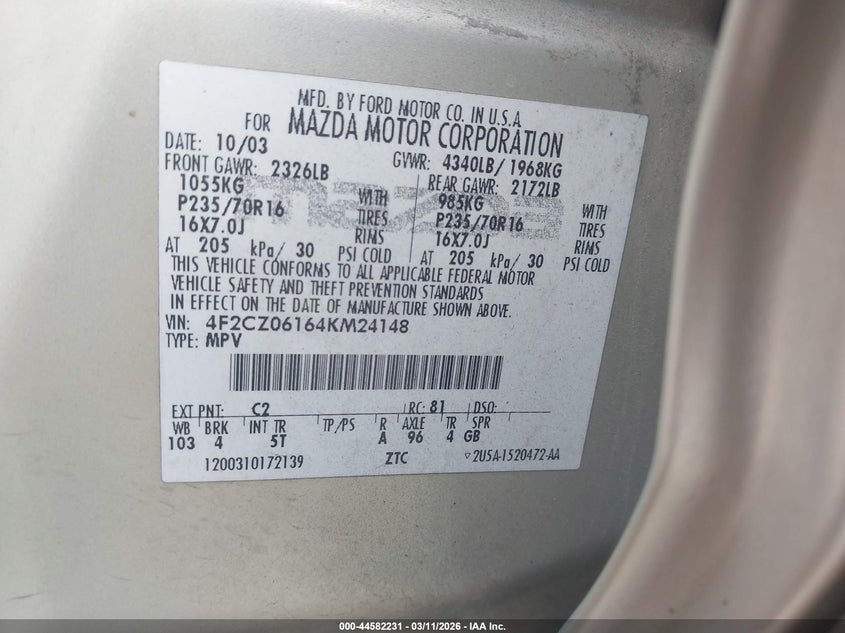 MFD. BY FORD MOTOR CO. IN U.S.A
FOR MAZDA MOTOR CORPORATION
DATE: 10/03 GVWR: 4340LB/ 1968KG
FRONT GAWR: 2326LB REAR GAWR: 2172LB
1055KG WITH 985KG WITH
P235/70R16 TIRES P235/70R16 TIRES
16X7.0J RIMS 16X7.0J RIMS
AT 205 kPa/ 30 PSI COLD AT 205 kPa/ 30 PSI COLD
THIS VEHICLE CONFORMS TO ALL APPLICABLE FEDERAL MOTOR
VEHICLE SAFETY AND THEFT PREVENTION STANDARDS
IN EFFECT ON THE DATE OF MANUFACTURE SHOWN ABOVE.
VIN: 4F2CZ06164KM24148
TYPE: MPV
EXT PNT: C2 RC: 81 DSO:
WB BRK INT TR TP/PS R AXLE TR SPR
103 4 5T A 96 4 GB
1200310172139 ZTC 2U5A-1520472-AA
mazda
000-44582231 - 03/11/2026 - IAA Inc.